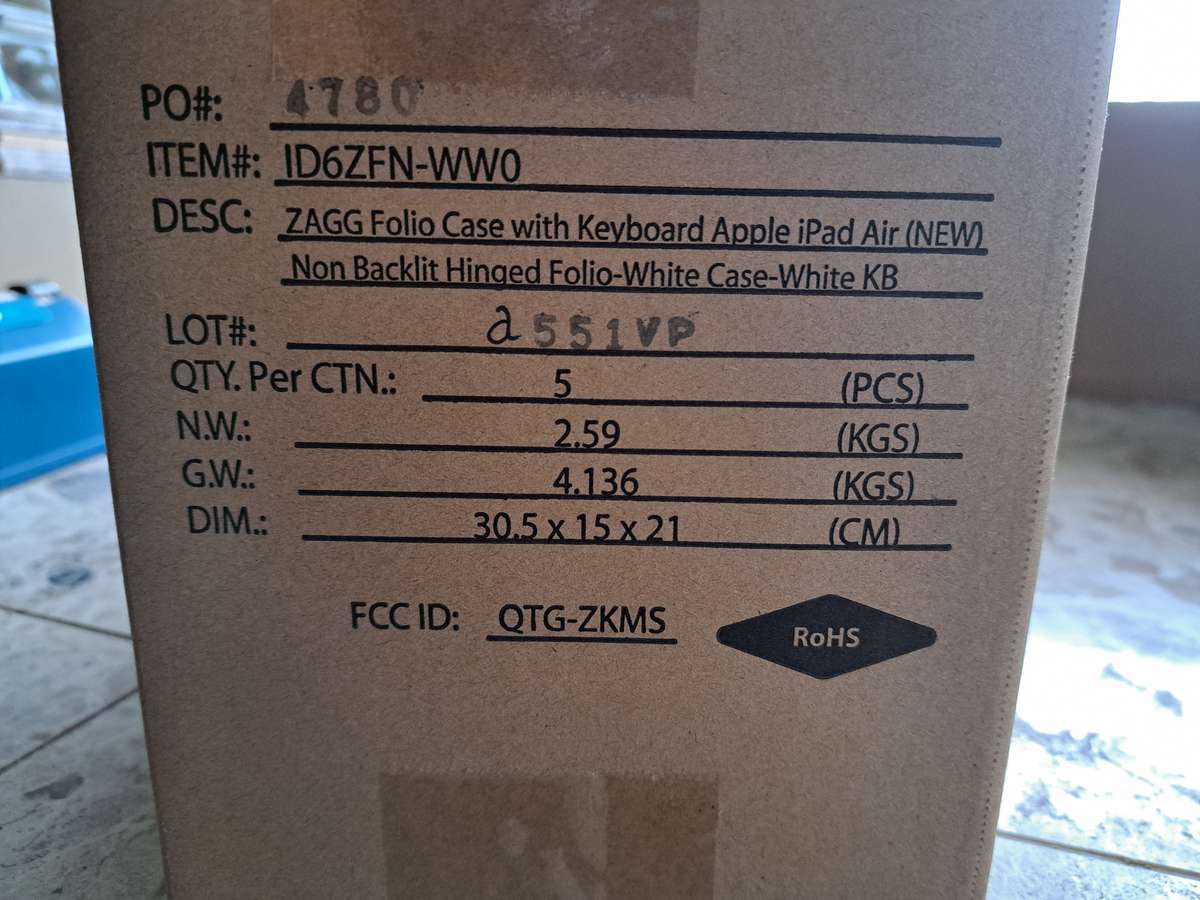 PO#: 4780
ITEM#: ID6ZFN-WW0
DESC: ZAGG Folio Case with Keyboard Apple iPad Air (NEW)
Non Backlit Hinged Folio-White Case-White KB
LOT#: a551VP
QTY. Per CTN.: 5 (PCS)
N.W.: 2.59 (KGS)
G.W.: 4.136 (KGS)
DIM.: 30.5 x 15 x 21 (CM)
FCC ID: QTG-ZKMS RoHS